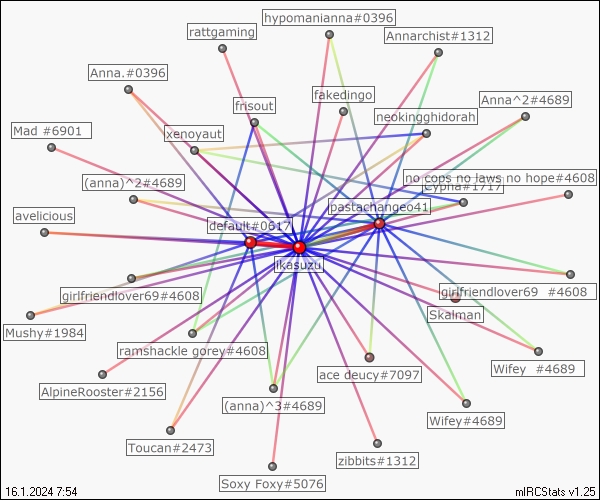 hypomanianna#0396
rattgaming
Annarchist#1312
Anna.#0396
fakedingo
Anna^2#4689
frisout
neokingghidorah
Mad #6901
xenoyaut
(anna)^2#4689
no cops no laws no hope#4608
Cypha#1717
avelicious
default#0617
pastachangeo41
ikasuzu
girlfriendlover69#4608
girlfriendlover69 #4608
Mushy#1984
Skalman
ramshackle gorey#4608
Wifey #4689
ace deucy#7097
AlpineRooster#2156
(anna)^3#4689
Wifey#4689
Toucan#2473
zibbits#1312
Soxy Foxy#5076
16.1.2024 7:54
mIRCStats v1.25